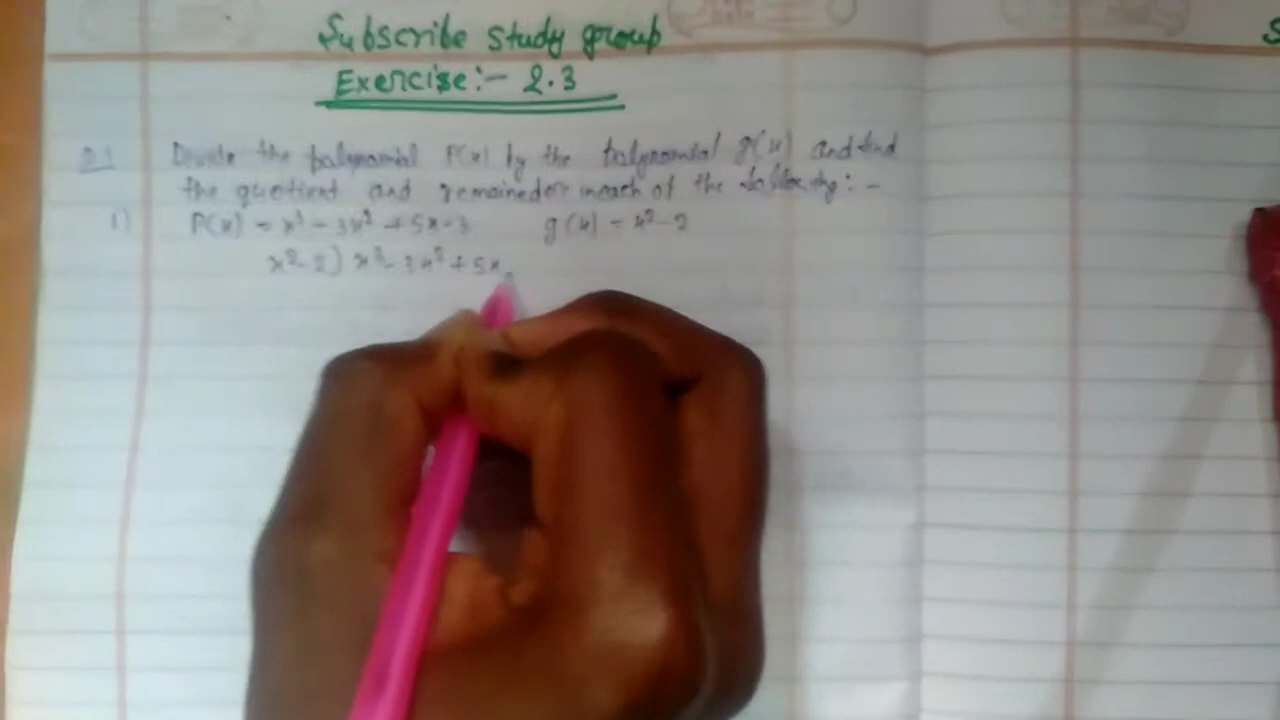 Subscribe study group
Exercise:- 2.3
Q.1 Divide the polynomial P(x) by the polynomial g(x) and find
the quotient and remainder in each of the following:-
1) P(x) = x³ - 3x² + 5x - 3 g(x) = x² - 2
x² - 2) x³ - 3x² + 5x